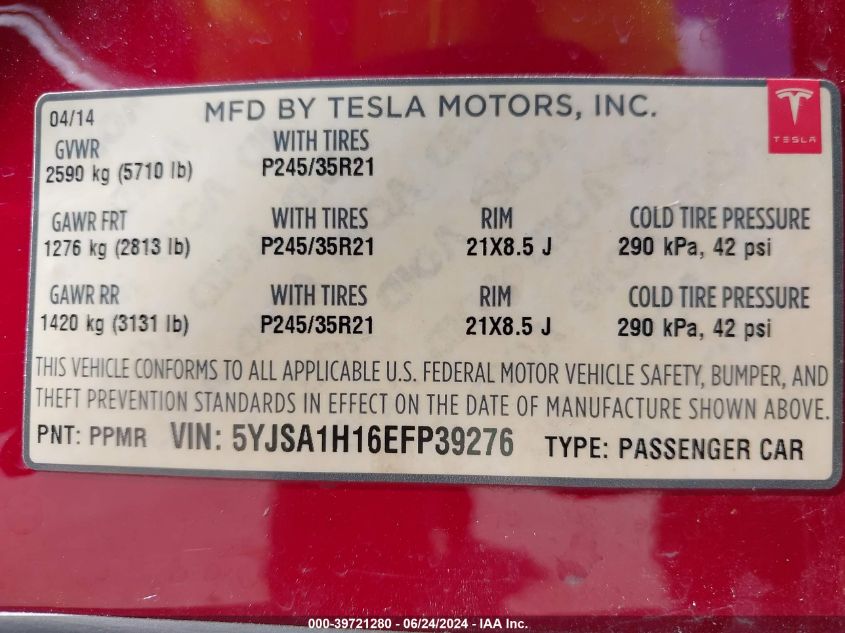 04/14 MFD BY TESLA MOTORS, INC.
TESLA
GVWR WITH TIRES
2590 kg (5710 lb) P245/35R21
GAWR FRT WITH TIRES RIM COLD TIRE PRESSURE
1276 kg (2813 lb) P245/35R21 21X8.5 J 290 kPa, 42 psi
GAWR RR WITH TIRES RIM COLD TIRE PRESSURE
1420 kg (3131 lb) P245/35R21 21X8.5 J 290 kPa, 42 psi
THIS VEHICLE CONFORMS TO ALL APPLICABLE U.S. FEDERAL MOTOR VEHICLE SAFETY, BUMPER, AND
THEFT PREVENTION STANDARDS IN EFFECT ON THE DATE OF MANUFACTURE SHOWN ABOVE.
PNT: PPMR VIN: 5YJSA1H16EFP39276 TYPE: PASSENGER CAR
000-39721280 - 06/24/2024 - IAA Inc.